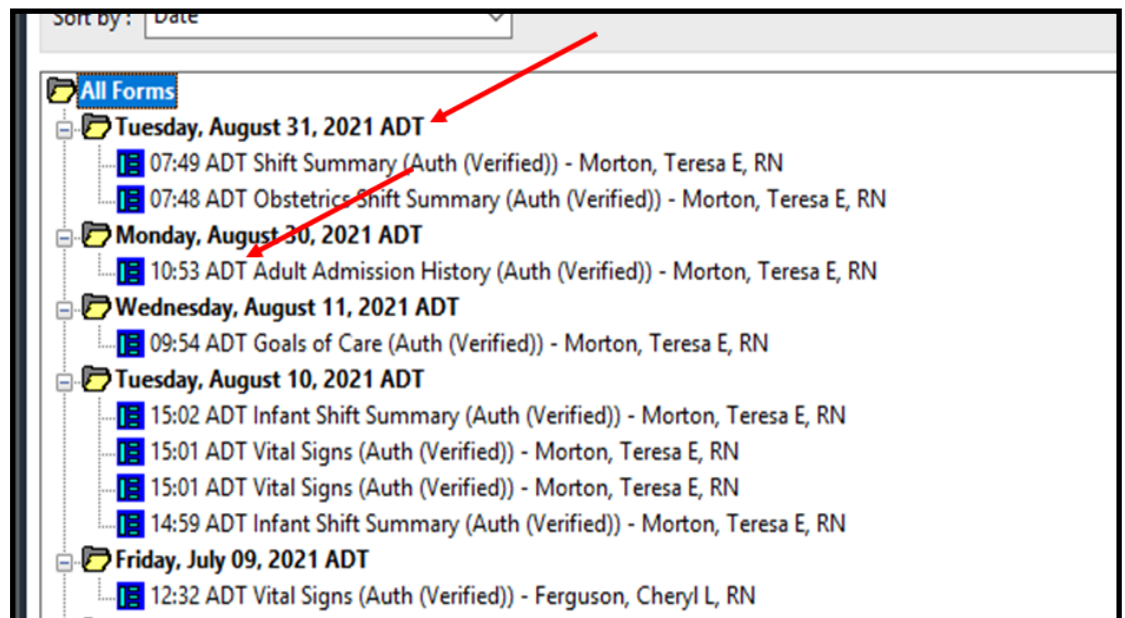 Sort by : Date
All Forms
Tuesday, August 31, 2021 ADT
07:49 ADT Shift Summary (Auth (Verified)) - Morton, Teresa E, RN
07:48 ADT Obstetrics Shift Summary (Auth (Verified)) - Morton, Teresa E, RN
Monday, August 30, 2021 ADT
10:53 ADT Adult Admission History (Auth (Verified)) - Morton, Teresa E, RN
Wednesday, August 11, 2021 ADT
09:54 ADT Goals of Care (Auth (Verified)) - Morton, Teresa E, RN
Tuesday, August 10, 2021 ADT
15:02 ADT Infant Shift Summary (Auth (Verified)) - Morton, Teresa E, RN
15:01 ADT Vital Signs (Auth (Verified)) - Morton, Teresa E, RN
15:01 ADT Vital Signs (Auth (Verified)) - Morton, Teresa E, RN
14:59 ADT Infant Shift Summary (Auth (Verified)) - Morton, Teresa E, RN
Friday, July 09, 2021 ADT
12:32 ADT Vital Signs (Auth (Verified)) - Ferguson, Cheryl L, RN